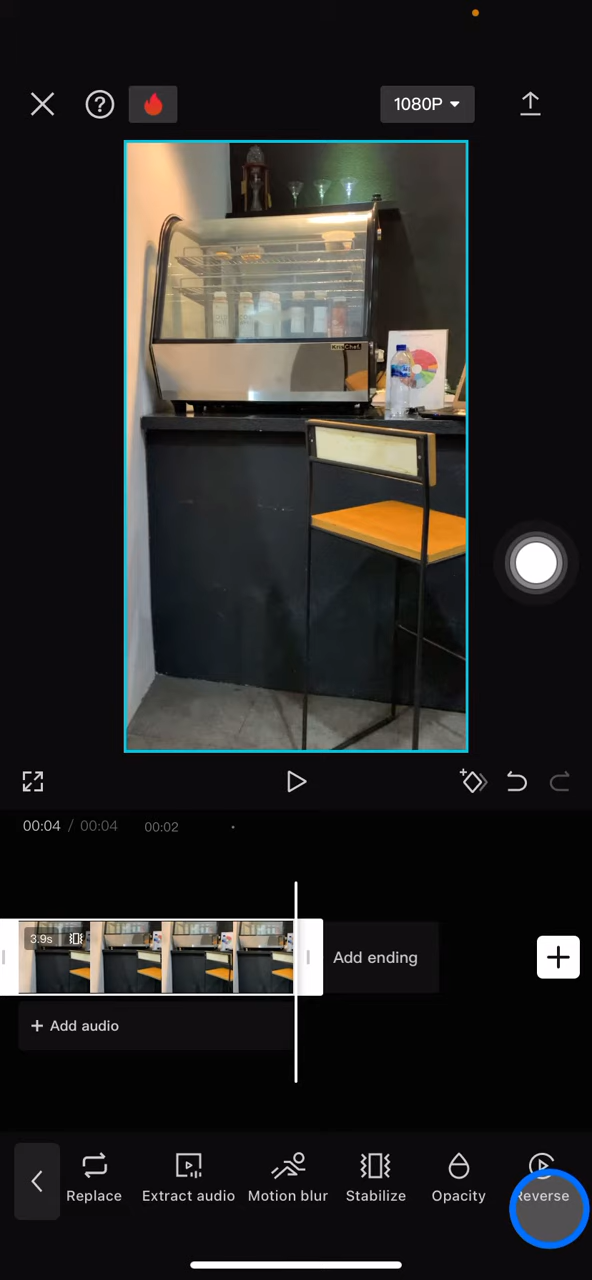 1080P
KrisChef
00:04 / 00:04 00:02
3.9s
Add ending
+ Add audio
Replace
Extract audio
Motion blur
Stabilize
Opacity
Reverse